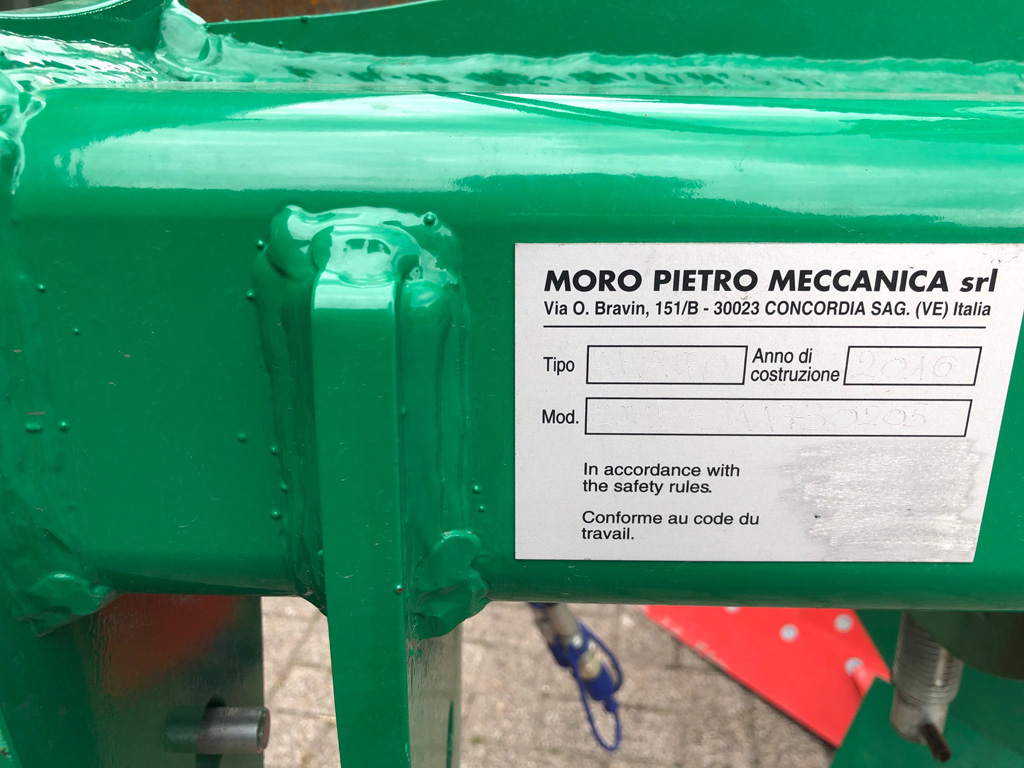 MORO PIETRO MECCANICA srl
Via O. Bravin, 151/B - 30023 CONCORDIA SAG. (VE) Italia
Tipo
Anno di
costruzione 2016
Mod.
In accordance with
the safety rules.
Conforme au code du
travail.